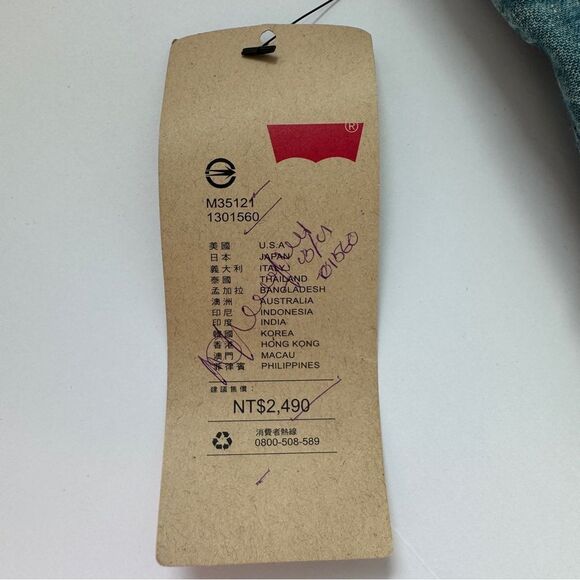 ®
M35121
1301560
美國 U.S.A
日本 JAPAN
義大利 ITALY
泰國 THAILAND
孟加拉 BANGLADESH
澳洲 AUSTRALIA
印尼 INDONESIA
印度 INDIA
韓國 KOREA
香港 HONG KONG
澳門 MACAU
菲律賓 PHILIPPINES
建議售價：
NT$2,490
消費者熱線
0800-508-589